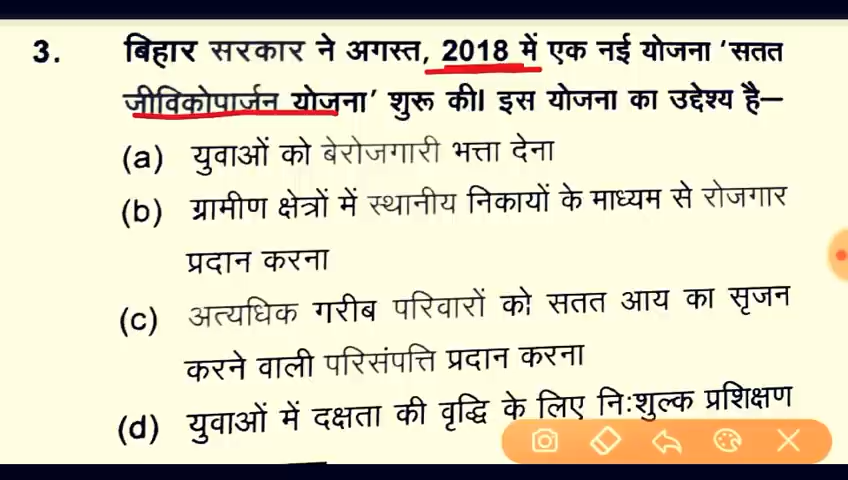 3. बिहार सरकार ने अगस्त, 2018 में एक नई योजना 'सतत
जीविकोपार्जन योजना' शुरू की। इस योजना का उद्देश्य है—
(a) युवाओं को बेरोजगारी भत्ता देना
(b) ग्रामीण क्षेत्रों में स्थानीय निकायों के माध्यम से रोजगार
प्रदान करना
(c) अत्यधिक गरीब परिवारों को सतत आय का सृजन
करने वाली परिसंपत्ति प्रदान करना
(d) युवाओं में दक्षता की वृद्धि के लिए निःशुल्क प्रशिक्षण